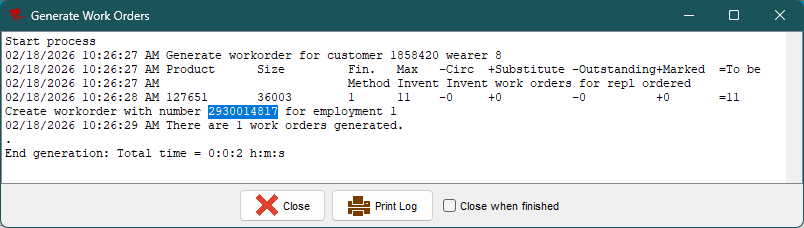 Generate Work Orders
Start process
02/18/2026 10:26:27 AM Generate workorder for customer 1858420 wearer 8
02/18/2026 10:26:27 AM Product Size Fin. Max -Circ +Substitute -Outstanding+Marked =To be
02/18/2026 10:26:27 AM Method Invent Invent work orders for repl ordered
02/18/2026 10:26:28 AM 127651 36003 1 11 -0 +0 -0 +0 =11
Create workorder with number 2930014817 for employment 1
02/18/2026 10:26:29 AM There are 1 work orders generated.
.
End generation: Total time = 0:0:2 h:m:s
Close Print Log Close when finished